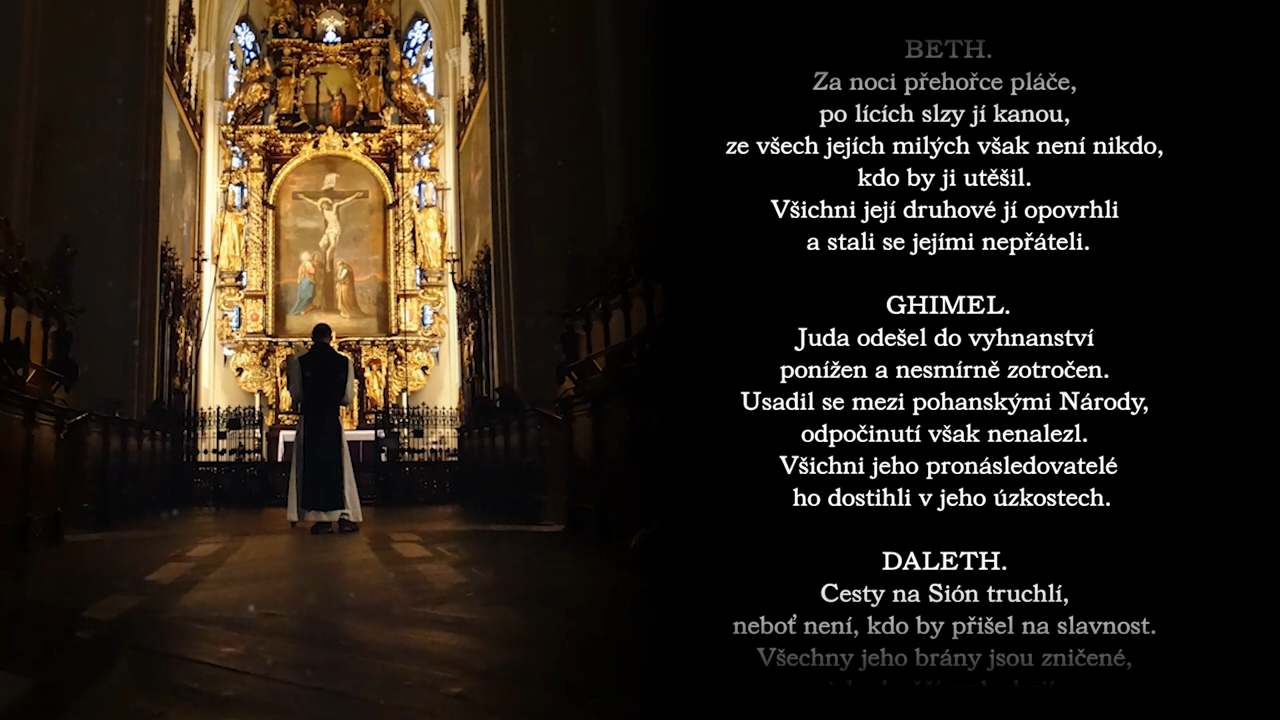 BETH.
Za noci přehořce pláče,
po lících slzy jí kanou,
ze všech jejích milých však není nikdo,
kdo by ji utěšil.
Všichni její druhové jí opovrhli
a stali se jejími nepřáteli.
GHIMEL.
Juda odešel do vyhnanství
ponížen a nesmírně zotročen.
Usadil se mezi pohanskými Národy,
odpočinutí však nenalezl.
Všichni jeho pronásledovatelé
ho dostihli v jeho úzkostech.
DALETH.
Cesty na Sión truchlí,
neboť není, kdo by přišel na slavnost.
Všechny jeho brány jsou zničené,